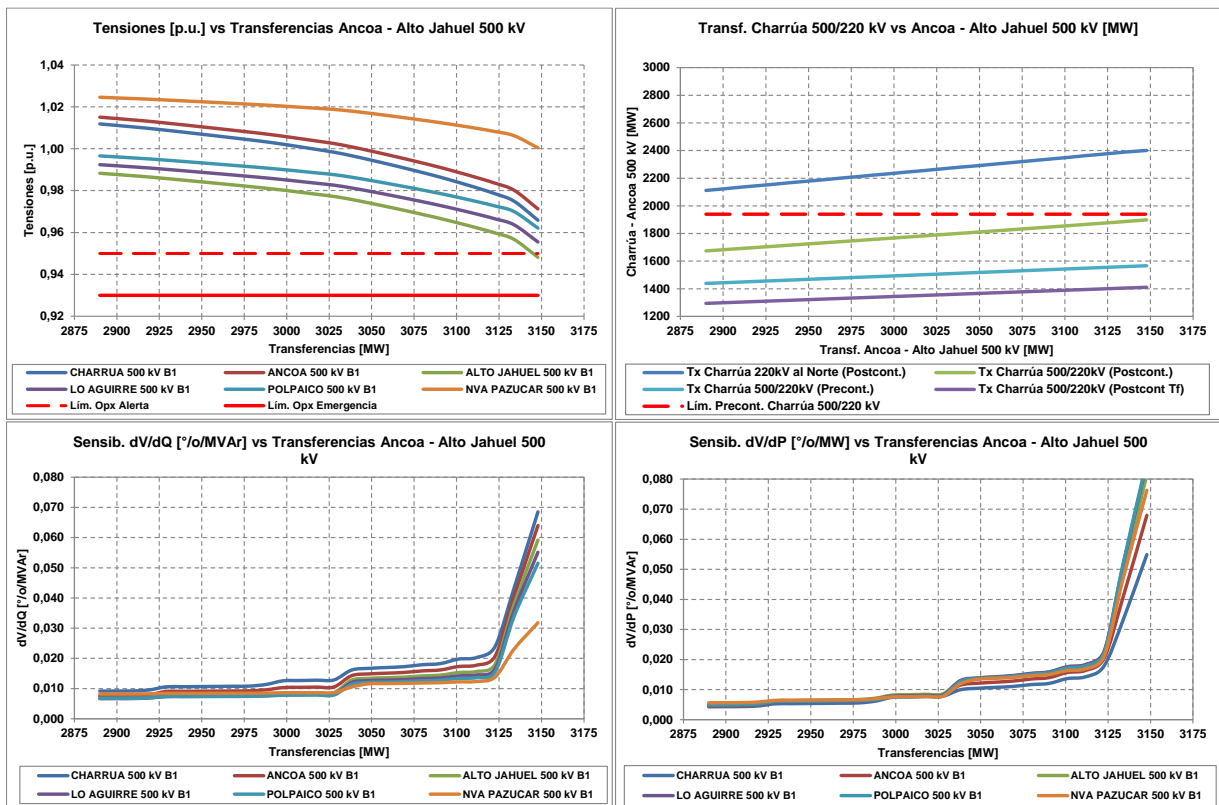 Tensiones [p.u.] vs Transferencias Ancoa - Alto Jahuel 500 kV
Tensiones [p.u.]
1,04
1,02
1,00
0,98
0,96
0,94
0,92
2875 2900 2925 2950 2975 3000 3025 3050 3075 3100 3125 3150 3175
Transferencias [MW]
CHARRUA 500 kV B1 ANCOA 500 kV B1 ALTO JAHUEL 500 kV B1
LO AGUIRRE 500 kV B1 POLPAICO 500 kV B1 NVA PAZUCAR 500 kV B1
Lím. Opx Alerta Lím. Opx Emergencia
Transf. Charrúa 500/220 kV vs Ancoa - Alto Jahuel 500 kV [MW]
Charrúa - Ancoa 500 kV [MW]
3000
2800
2600
2400
2200
2000
1800
1600
1400
1200
2875 2900 2925 2950 2975 3000 3025 3050 3075 3100 3125 3150 3175
Transf. Ancoa - Alto Jahuel 500 kV [MW]
Tx Charrúa 220kV al Norte (Postcont.) Tx Charrúa 500/220kV (Postcont.)
Tx Charrúa 500/220kV (Precont.) Tx Charrúa 500/220kV (Postcont Tf)
Lím. Precont. Charrúa 500/220 kV
Sensib. dV/dQ [°/o/MVAr] vs Transferencias Ancoa - Alto Jahuel 500
kV
dV/dQ [°/o/MVAr]
0,080
0,070
0,060
0,050
0,040
0,030
0,020
0,010
0,000
2875 2900 2925 2950 2975 3000 3025 3050 3075 3100 3125 3150 3175
Transferencias [MW]
CHARRUA 500 kV B1 ANCOA 500 kV B1 ALTO JAHUEL 500 kV B1
LO AGUIRRE 500 kV B1 POLPAICO 500 kV B1 NVA PAZUCAR 500 kV B1
Sensib. dV/dP [°/o/MW] vs Transferencias Ancoa - Alto Jahuel 500
kV
dV/dP [°/o/MVAr]
0,080
0,070
0,060
0,050
0,040
0,030
0,020
0,010
0,000
2875 2900 2925 2950 2975 3000 3025 3050 3075 3100 3125 3150 3175
Transferencias [MW]
CHARRUA 500 kV B1 ANCOA 500 kV B1 ALTO JAHUEL 500 kV B1
LO AGUIRRE 500 kV B1 POLPAICO 500 kV B1 NVA PAZUCAR 500 kV B1